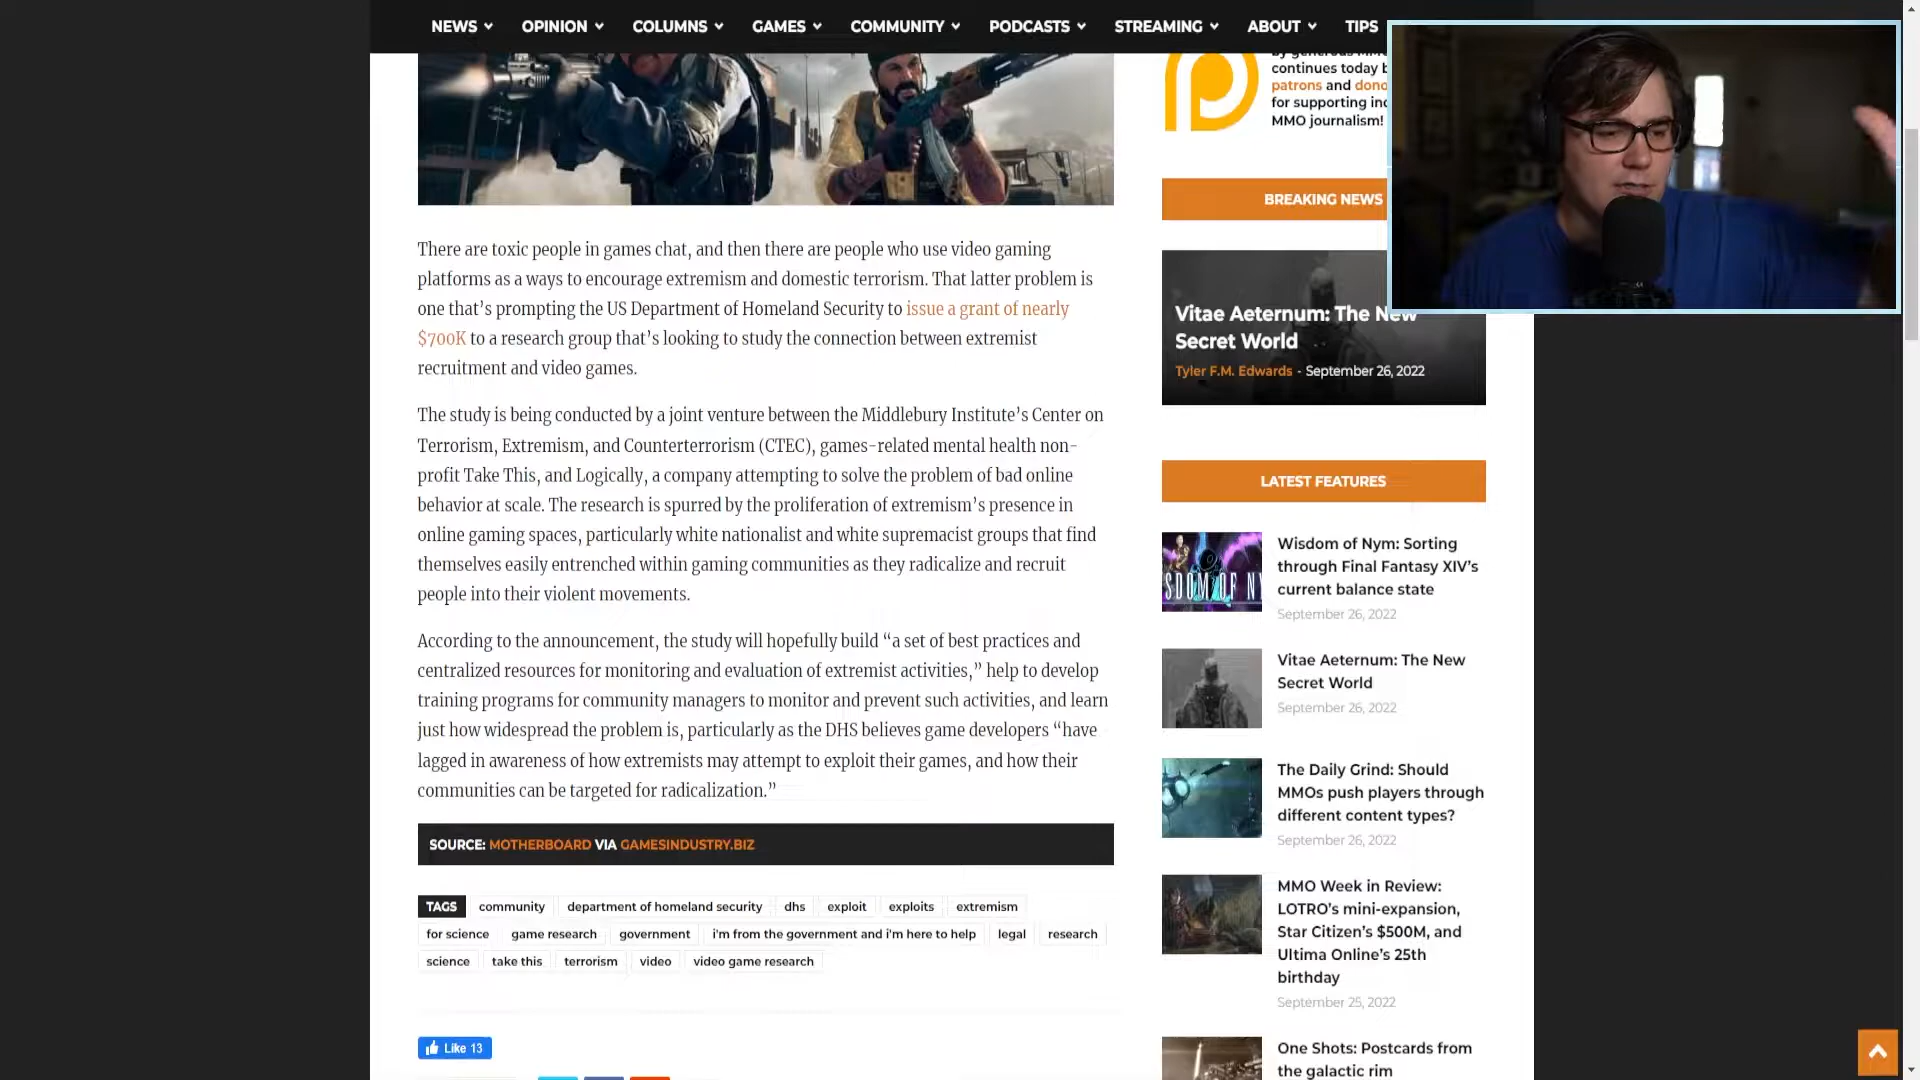 NEWS OPINION COLUMNS GAMES COMMUNITY PODCASTS STREAMING ABOUT TIPS
continues today b
patrons and dono
for supporting ind
MMO journalism!
There are toxic people in games chat, and then there are people who use video gaming
platforms as a ways to encourage extremism and domestic terrorism. That latter problem is
one that’s prompting the US Department of Homeland Security to issue a grant of nearly
$700K to a research group that’s looking to study the connection between extremist
recruitment and video games.
The study is being conducted by a joint venture between the Middlebury Institute’s Center on
Terrorism, Extremism, and Counterterrorism (CTEC), games-related mental health non-
profit Take This, and Logically, a company attempting to solve the problem of bad online
behavior at scale. The research is spurred by the proliferation of extremism’s presence in
online gaming spaces, particularly white nationalist and white supremacist groups that find
themselves easily entrenched within gaming communities as they radicalize and recruit
people into their violent movements.
According to the announcement, the study will hopefully build “a set of best practices and
centralized resources for monitoring and evaluation of extremist activities,” help to develop
training programs for community managers to monitor and prevent such activities, and learn
just how widespread the problem is, particularly as the DHS believes game developers “have
lagged in awareness of how extremists may attempt to exploit their games, and how their
communities can be targeted for radicalization.”
SOURCE: MOTHERBOARD VIA GAMESINDUSTRY.BIZ
TAGS community department of homeland security dhs exploit exploits extremism
for science game research government i'm from the government and i'm here to help legal research
science take this terrorism video video game research
Like 13
BREAKING NEWS
Vitae Aeternum: The New
Secret World
Tyler F.M. Edwards - September 26, 2022
LATEST FEATURES
Wisdom of Nym: Sorting
through Final Fantasy XIV’s
current balance state
September 26, 2022
Vitae Aeternum: The New
Secret World
September 26, 2022
The Daily Grind: Should
MMOs push players through
different content types?
September 26, 2022
MMO Week in Review:
LOTRO’s mini-expansion,
Star Citizen’s $500M, and
Ultima Online’s 25th
birthday
September 25, 2022
One Shots: Postcards from
the galactic rim